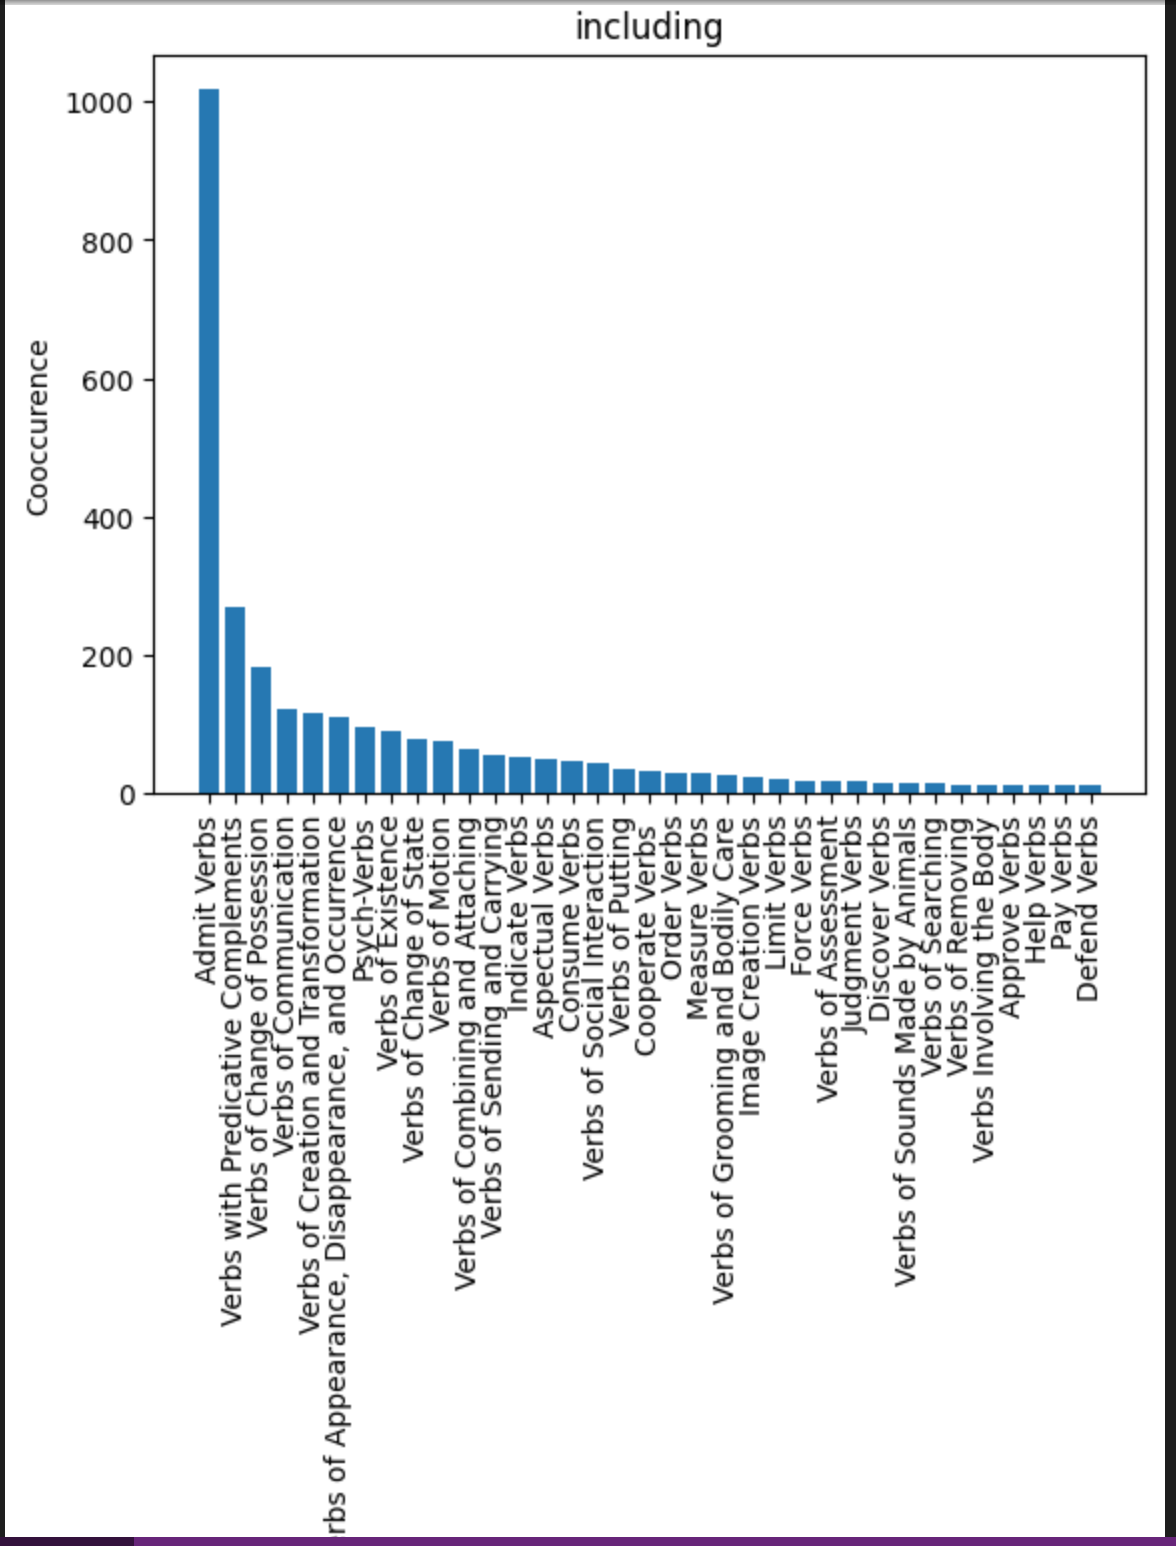 including
1000
800
600
400
200
0
Cooccurence
Admit Verbs
Verbs with Predicative Complements
Verbs of Change of Possession
Verbs of Communication
Verbs of Creation and Transformation
rbs of Appearance, Disappearance, and Occurrence
Psych-Verbs
Verbs of Existence
Verbs of Change of State
Verbs of Motion
Verbs of Combining and Attaching
Verbs of Sending and Carrying
Indicate Verbs
Aspectual Verbs
Consume Verbs
Verbs of Social Interaction
Verbs of Putting
Cooperate Verbs
Order Verbs
Measure Verbs
Verbs of Grooming and Bodily Care
Image Creation Verbs
Limit Verbs
Force Verbs
Verbs of Assessment
Judgment Verbs
Discover Verbs
Verbs of Sounds Made by Animals
Verbs of Searching
Verbs of Removing
Verbs Involving the Body
Approve Verbs
Help Verbs
Pay Verbs
Defend Verbs